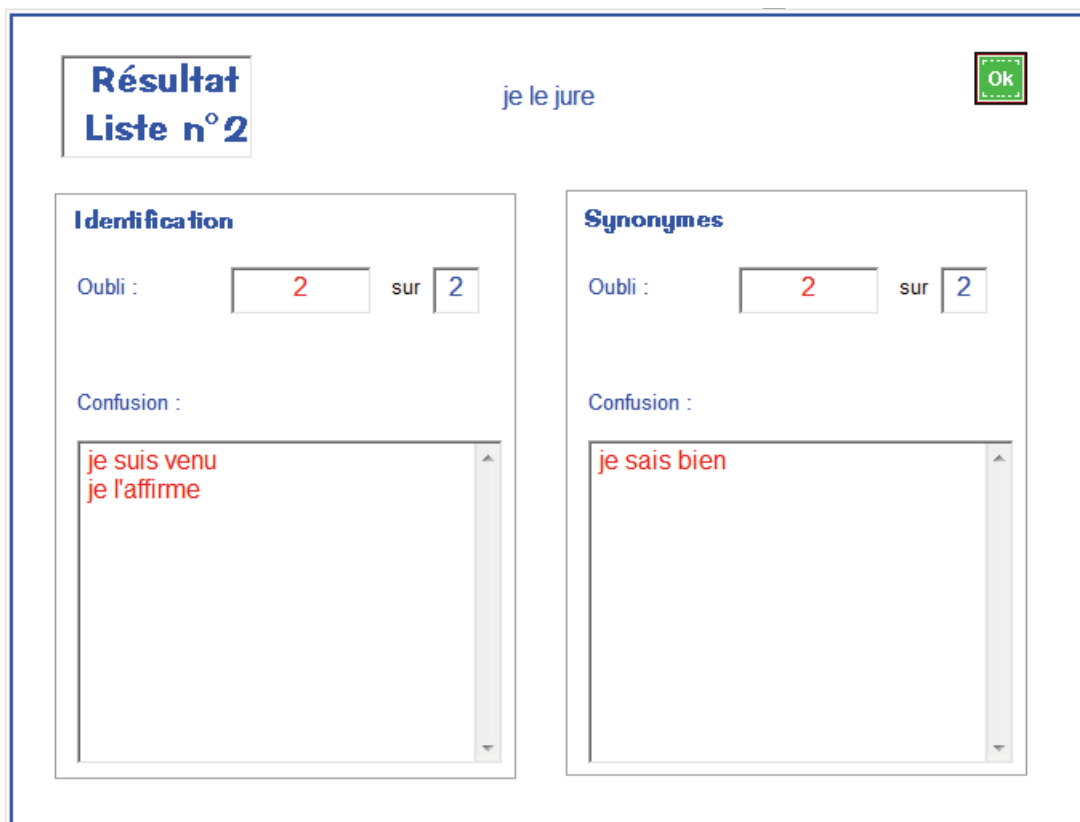 Résultat
Liste n°2
je le jure
Ok
Identification
Oubli :
2
sur
2
Confusion :
je suis venu
je l'affirme
Synonymes
Oubli :
2
sur
2
Confusion :
je sais bien